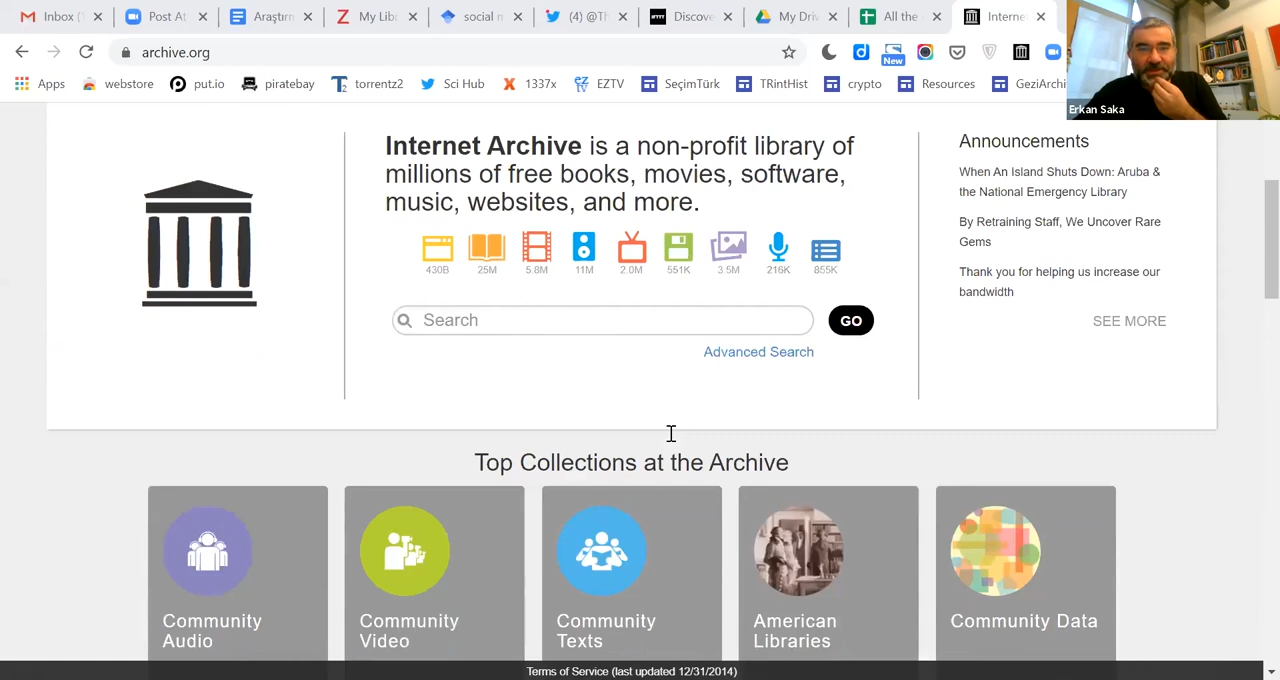 Inbox (
Post At
Araştırn
My Lib
social n
(4) @Th
Discove
My Driv
All the
Interne
archive.org
New
Apps
webstore
put.io
piratebay
torrentz2
Sci Hub
1337x
EZTV
SeçimTürk
TRintHist
crypto
Resources
GeziArchi
Erkan Saka
Internet Archive is a non-profit library of
millions of free books, movies, software,
music, websites, and more.
430B
25M
5.8M
11M
2.0M
551K
3.5M
216K
855K
Search
GO
Advanced Search
Announcements
When An Island Shuts Down: Aruba &
the National Emergency Library
By Retraining Staff, We Uncover Rare
Gems
Thank you for helping us increase our
bandwidth
SEE MORE
Top Collections at the Archive
Community
Audio
Community
Video
Community
Texts
American
Libraries
Community Data
Terms of Service (last updated 12/31/2014)